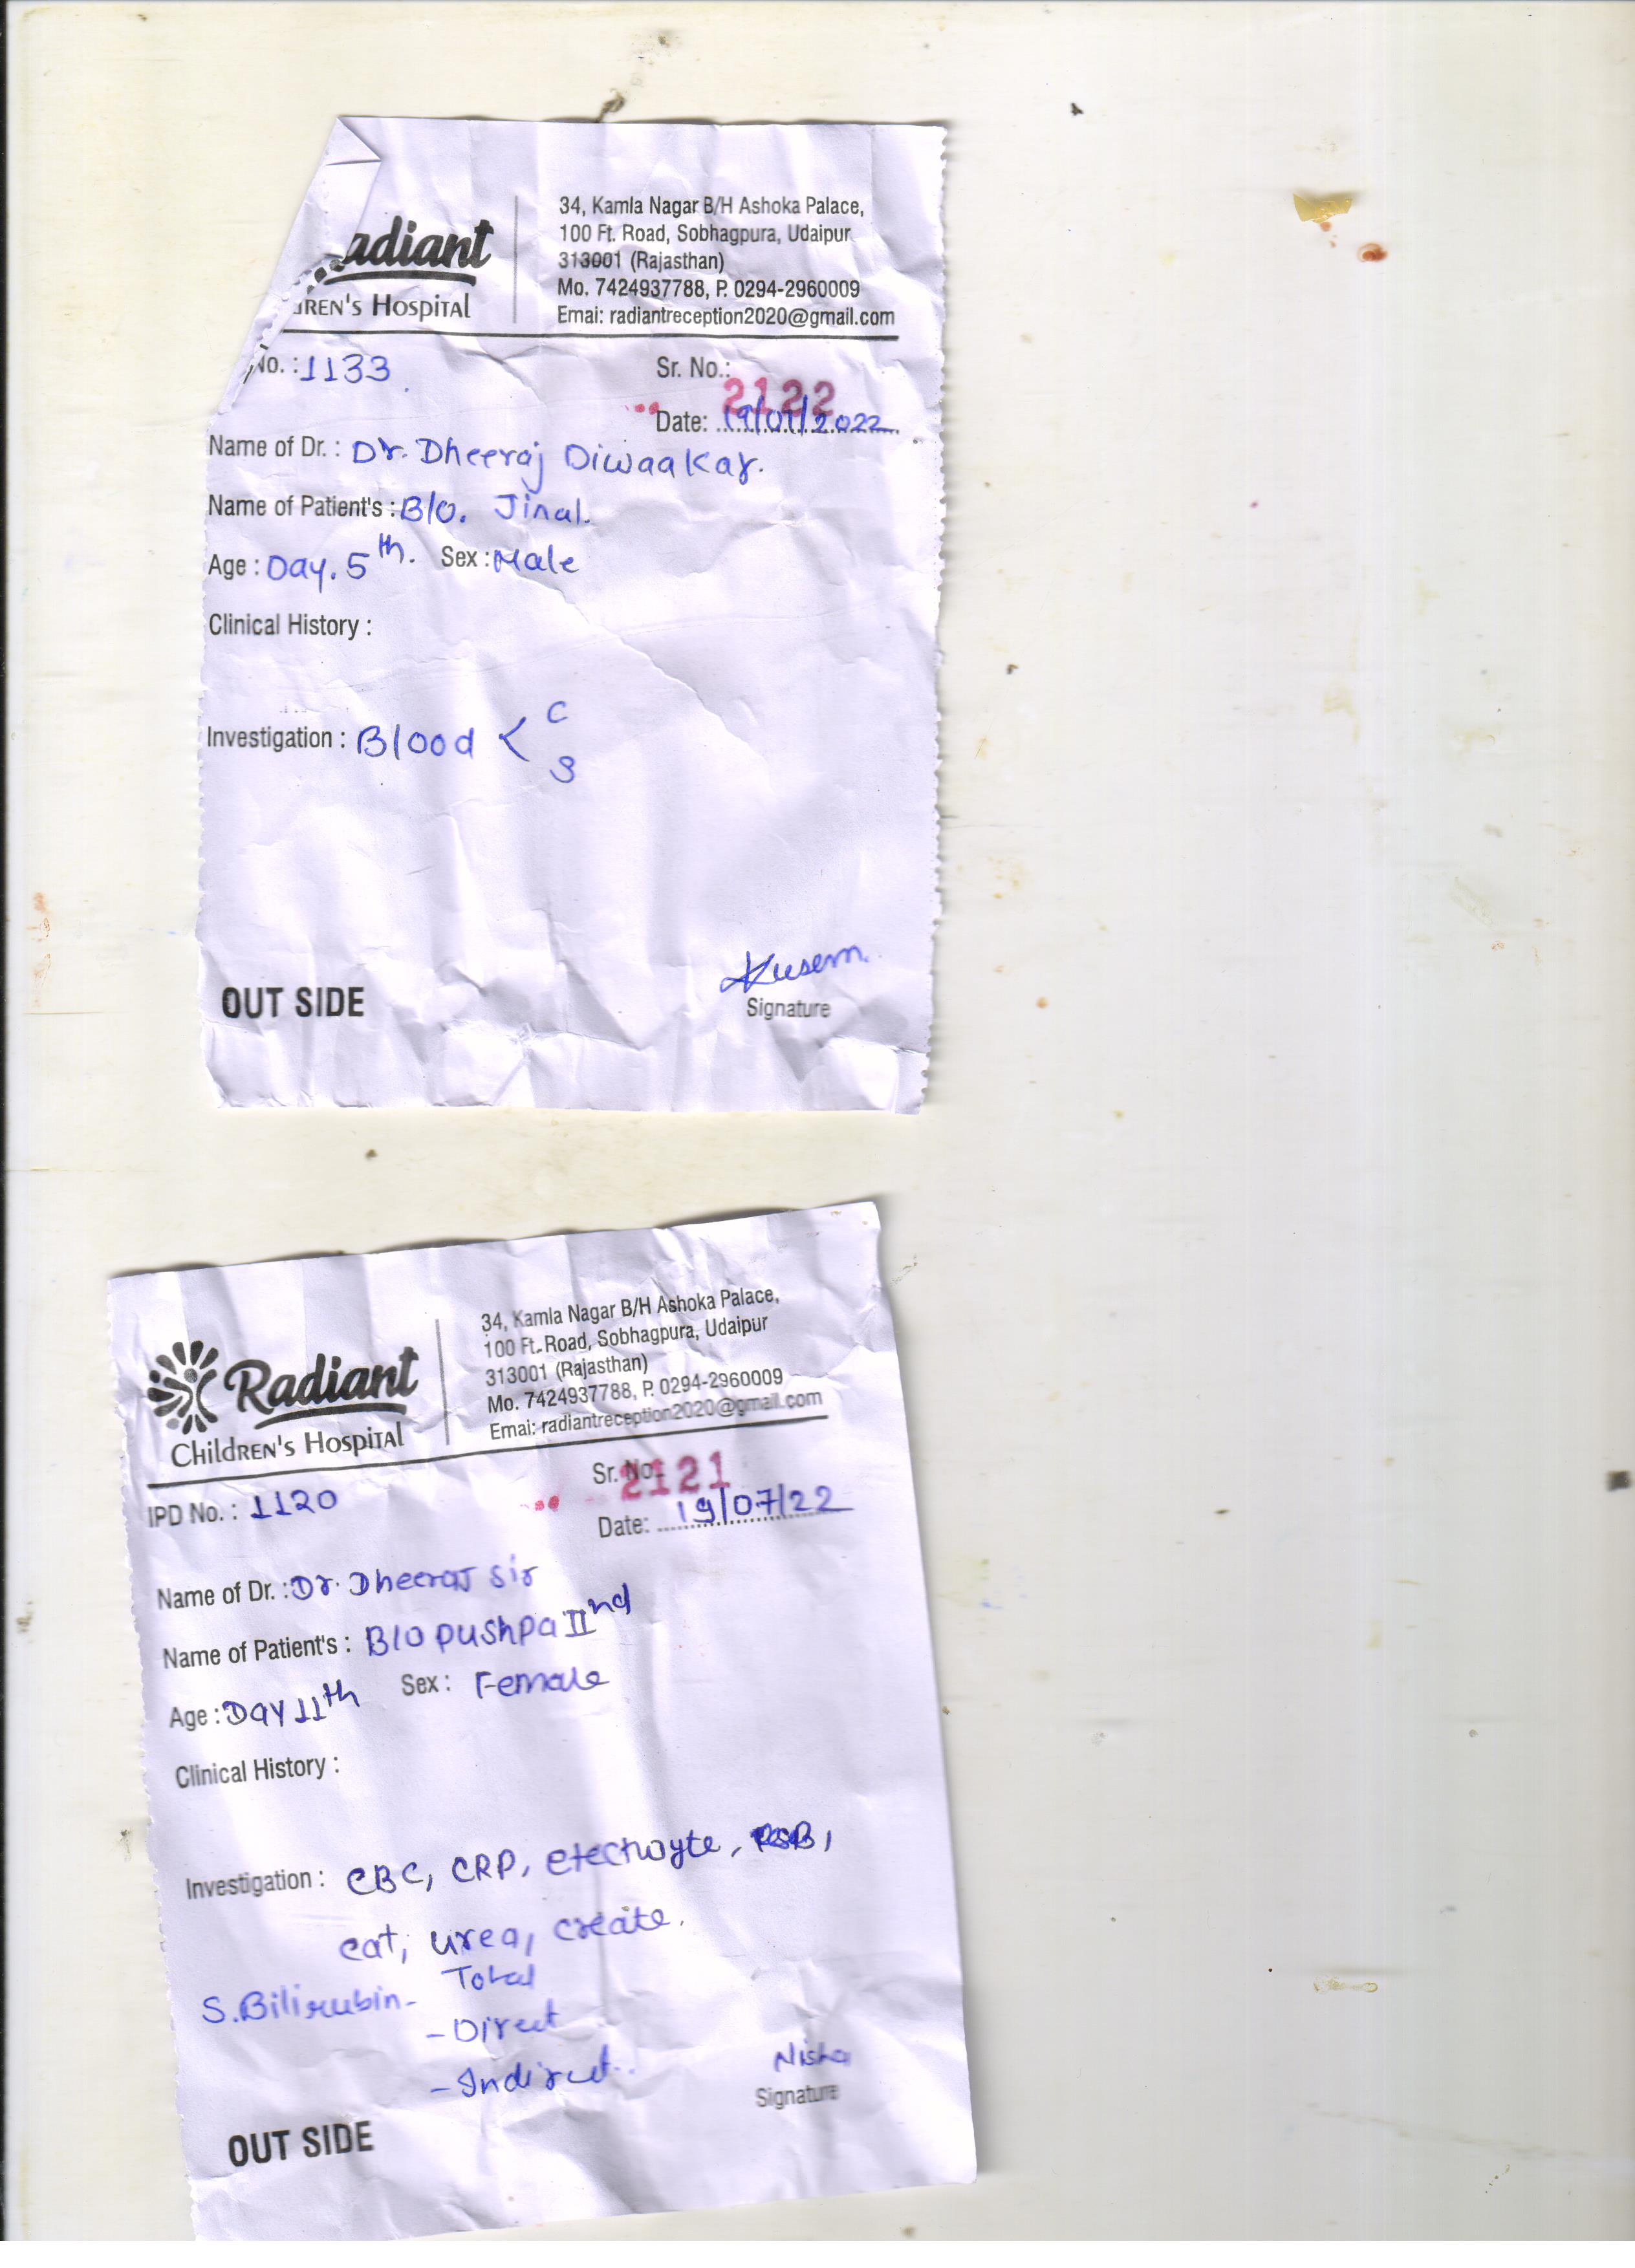 adiant
REN's Hospital
34, Kamla Nagar B/H Ashoka Palace,
100 Ft. Road, Sobhagpura, Udaipur
313001 (Rajasthan)
Mo. 7424937788, P. 0294-2960009
Emai: radiantreception2020@gmail.com
No. : 1133
Sr. No.: 2122
Date: 19/07/2022
Name of Dr. : Dr. Dheeraj Diwaakar.
Name of Patient's : B/O. Jinal.
Age : Day. 5th. Sex : Male
Clinical History :
Investigation : Blood < C
S
Kusem.
OUT SIDE
Signature
Radiant
Children's Hospital
34, Kamla Nagar B/H Ashoka Palace,
100 Ft. Road, Sobhagpura, Udaipur
313001 (Rajasthan)
Mo. 7424937788, P. 0294-2960009
Emai: radiantreception2020@gmail.com
IPD No. : 1120
Sr. No. 2121
Date: 19/07/22
Name of Dr. : Dr. Dheeraj Sir
Name of Patient's : B/O Pushpa IInd
Age : Day 11th Sex : Female
Clinical History :
Investigation : CBC, CRP, , 
cat, urea, create.
S. Bilirubin - Total
- Direct
- Indirect.
Nisha
Signature
OUT SIDE